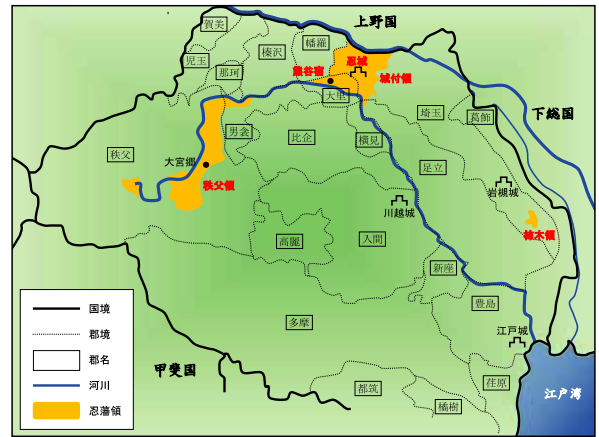 上野国
賀美
幡羅
榛沢
児玉
那珂
忍城
熊谷宿
城付領
大里
埼玉
葛飾
下総国
男衾
比企
横見
秩父
大宮郷
足立
岩槻城
秩父領
川越城
柿木領
高麗
入間
新座
豊島
多摩
江戸城
甲斐国
都筑
荏原
橘樹
江戸湾
国境
郡境
郡名
河川
忍藩領